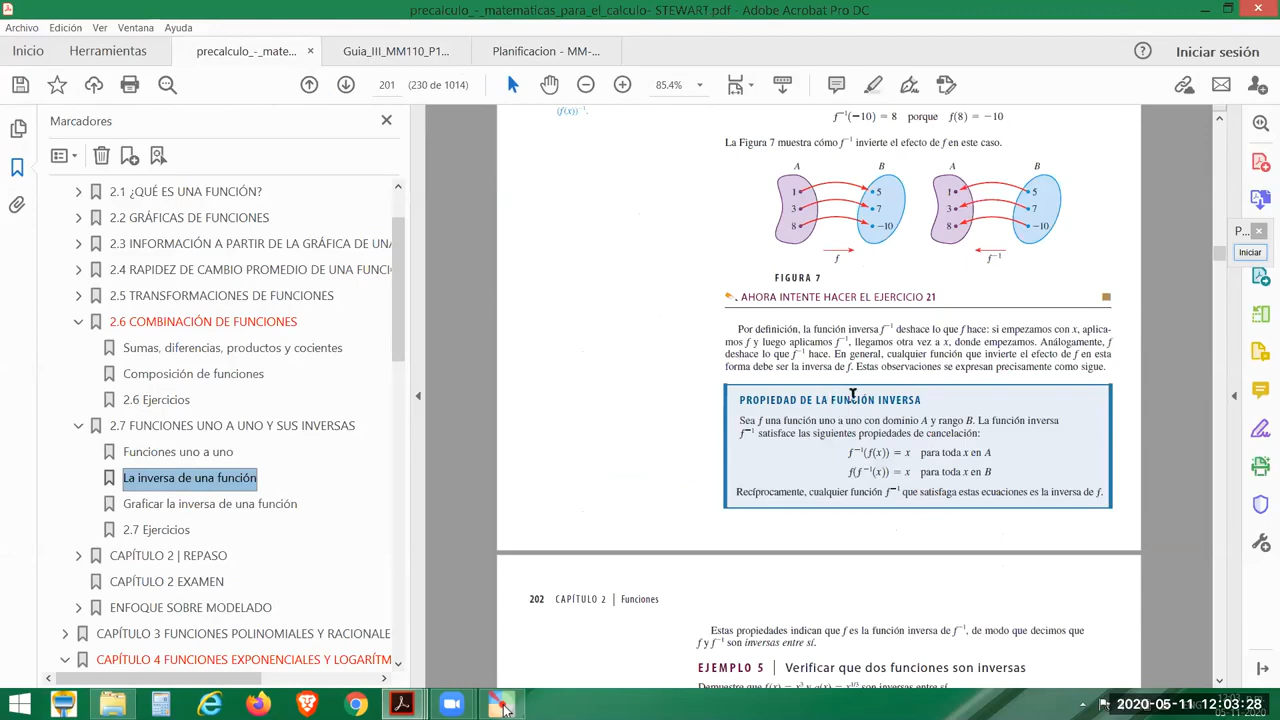 precalculo_-_matematicas_para_el_calculo- STEWART.pdf - Adobe Acrobat Pro DC
Archivo Edición Ver Ventana Ayuda
Inicio Herramientas precalculo_-_mate... × Guia_III_MM110_P1... Planificacion - MM-... Iniciar sesión
201 (230 de 1014) 85.4%
Marcadores
2.1 ¿QUÉ ES UNA FUNCIÓN?
2.2 GRÁFICAS DE FUNCIONES
2.3 INFORMACIÓN A PARTIR DE LA GRÁFICA DE UNA
2.4 RAPIDEZ DE CAMBIO PROMEDIO DE UNA FUNCI
2.5 TRANSFORMACIONES DE FUNCIONES
2.6 COMBINACIÓN DE FUNCIONES
Sumas, diferencias, productos y cocientes
Composición de funciones
2.6 Ejercicios
2.7 FUNCIONES UNO A UNO Y SUS INVERSAS
Funciones uno a uno
La inversa de una función
Graficar la inversa de una función
2.7 Ejercicios
CAPÍTULO 2 | REPASO
CAPÍTULO 2 EXAMEN
ENFOQUE SOBRE MODELADO
CAPÍTULO 3 FUNCIONES POLINOMIALES Y RACIONALE
CAPÍTULO 4 FUNCIONES EXPONENCIALES Y LOGARÍTM
(f(x))⁻¹.
f⁻¹(−10) = 8 porque f(8) = −10
La Figura 7 muestra cómo f⁻¹ invierte el efecto de f en este caso.
A B A B
1 5 1 5
3 7 3 7
8 −10 8 −10
f f⁻¹
FIGURA 7
AHORA INTENTE HACER EL EJERCICIO 21
Por definición, la función inversa f⁻¹ deshace lo que f hace: si empezamos con x, aplica-
mos f y luego aplicamos f⁻¹, llegamos otra vez a x, donde empezamos. Análogamente, f
deshace lo que f⁻¹ hace. En general, cualquier función que invierte el efecto de f en esta
forma debe ser la inversa de f. Estas observaciones se expresan precisamente como sigue.
PROPIEDAD DE LA FUNCIÓN INVERSA
Sea f una función uno a uno con dominio A y rango B. La función inversa
f⁻¹ satisface las siguientes propiedades de cancelación:
f⁻¹(f(x)) = x para toda x en A
f(f⁻¹(x)) = x para toda x en B
Recíprocamente, cualquier función f⁻¹ que satisfaga estas ecuaciones es la inversa de f.
202 CAPÍTULO 2 | Funciones
Estas propiedades indican que f es la función inversa de f⁻¹, de modo que decimos que
f y f⁻¹ son inversas entre sí.
EJEMPLO 5 | Verificar que dos funciones son inversas
Demuestre que f(x) = x³ y g(x) = x¹/³ son inversas entre sí.
P...
Iniciar
2020-05-11 12:03:28